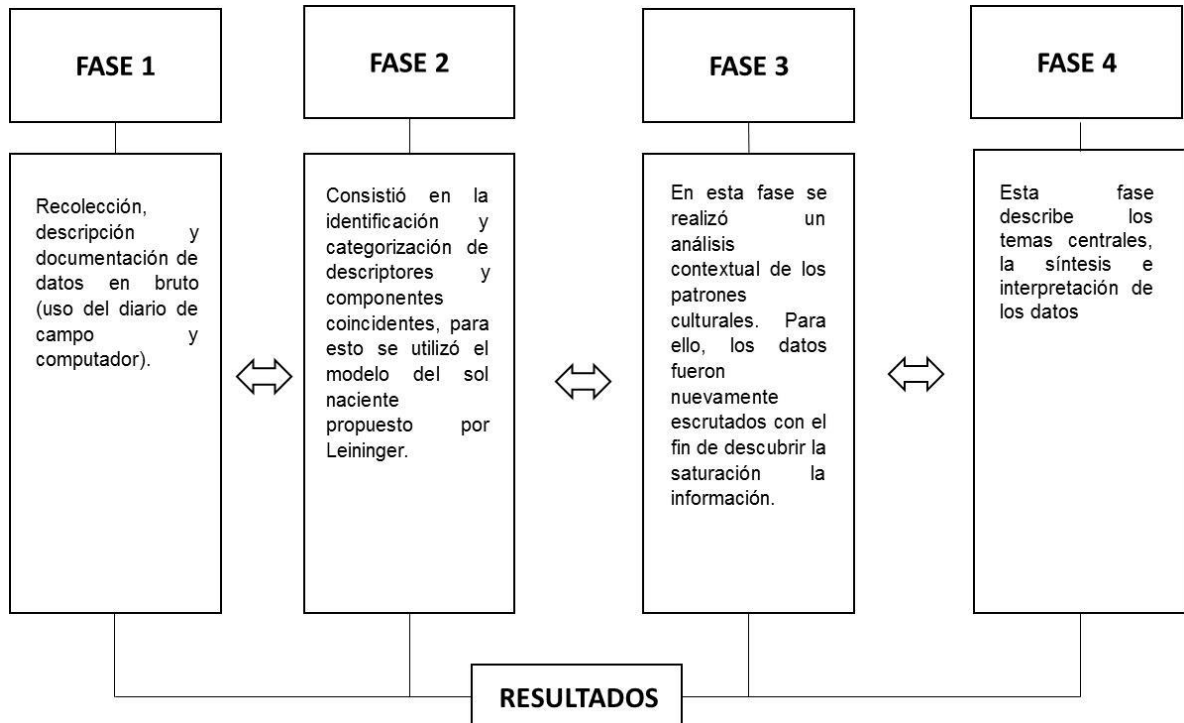 FASE 1
Recolección,
descripción y
documentación de
datos en bruto
(uso del diario de
campo y
computador).
FASE 2
Consistió en la
identificación y
categorización de
descriptores y
componentes
coincidentes, para
esto se utilizó el
modelo del sol
naciente
propuesto por
Leininger.
FASE 3
En esta fase se
realizó un
análisis
contextual de los
patrones
culturales. Para
ello, los datos
fueron
nuevamente
escrutados con el
fin de descubrir la
saturación la
información.
FASE 4
Esta fase
describe los
temas centrales,
la síntesis e
interpretación de
los datos
RESULTADOS